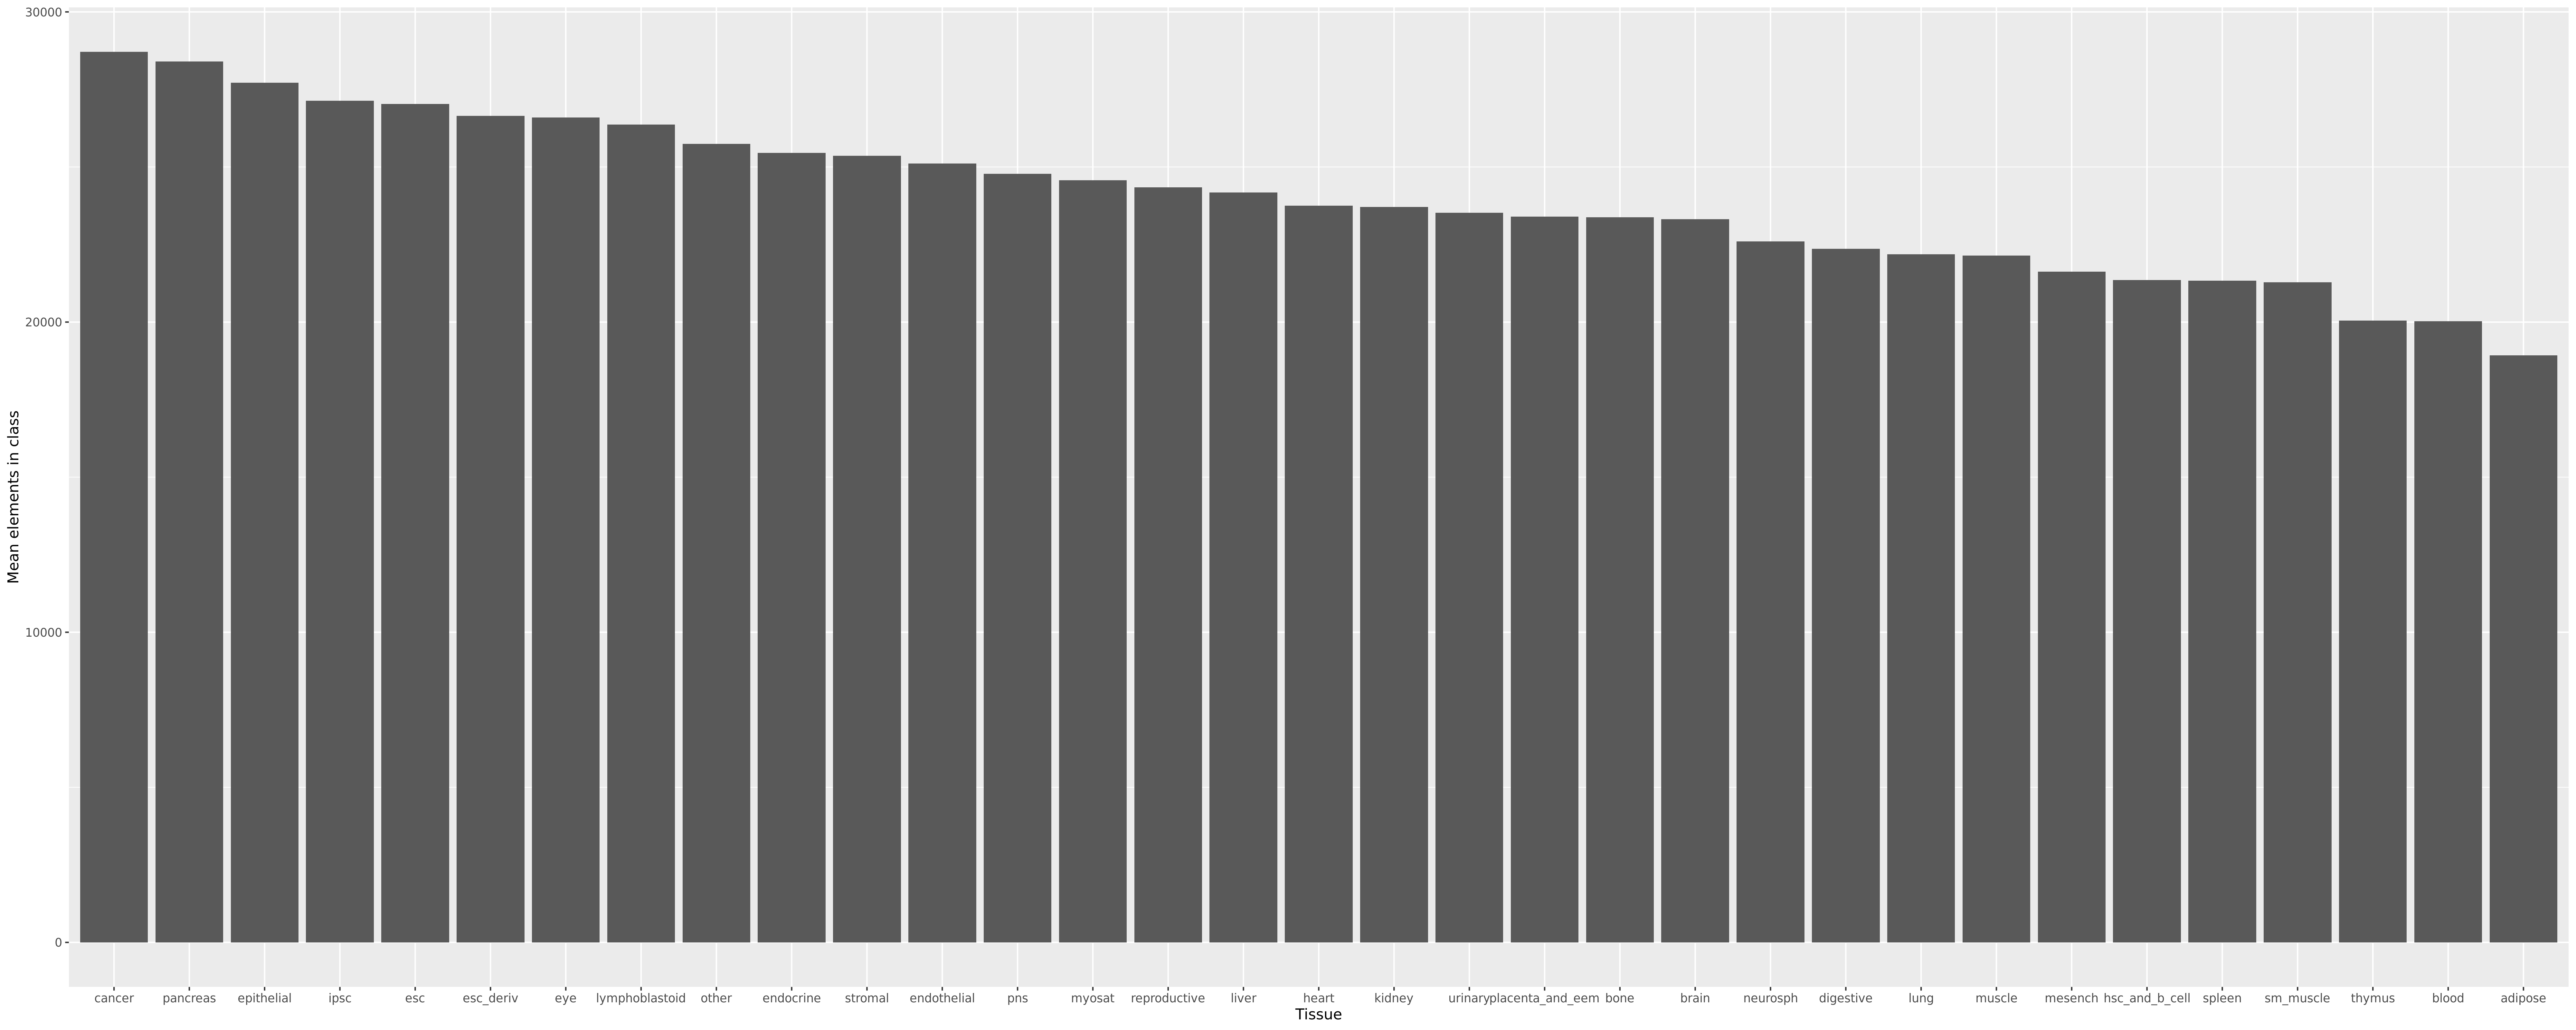 Mean elements in class
30000
20000
10000
0
cancer pancreas epithelial ipsc esc esc_deriv eye lymphoblastoid other endocrine stromal endothelial pns myosat reproductive liver heart kidney urinary placenta_and_eem bone brain neurosph digestive lung muscle mesench hsc_and_b_cell spleen sm_muscle thymus blood adipose
Tissue